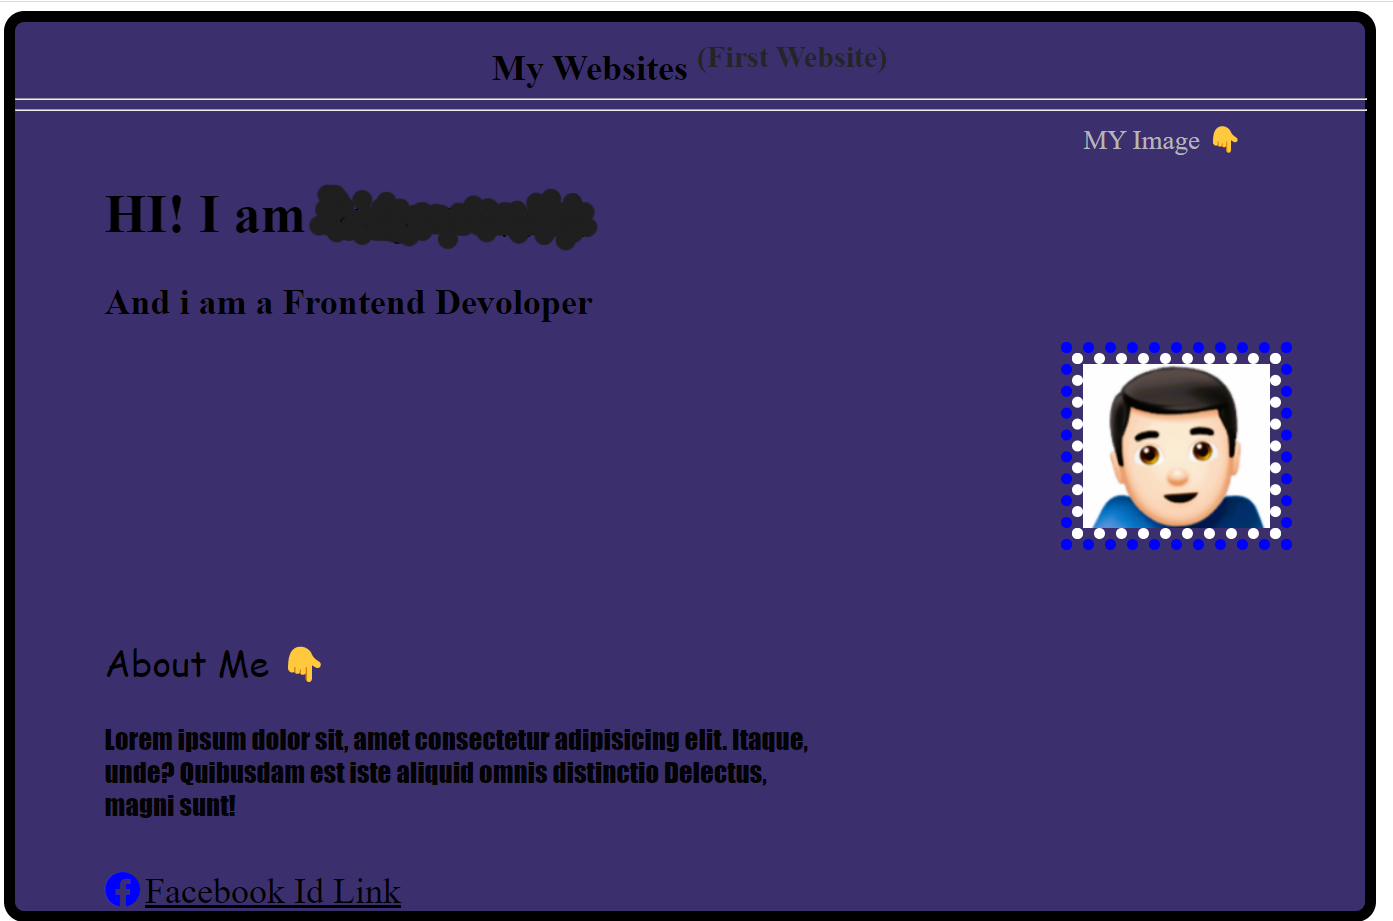 My Websites (First Website)
MY Image 👇
HI! I am
And i am a Frontend Devoloper
About Me 👇
Lorem ipsum dolor sit, amet consectetur adipisicing elit. Itaque,
unde? Quibusdam est iste aliquid omnis distinctio Delectus,
magni sunt!
Facebook Id Link